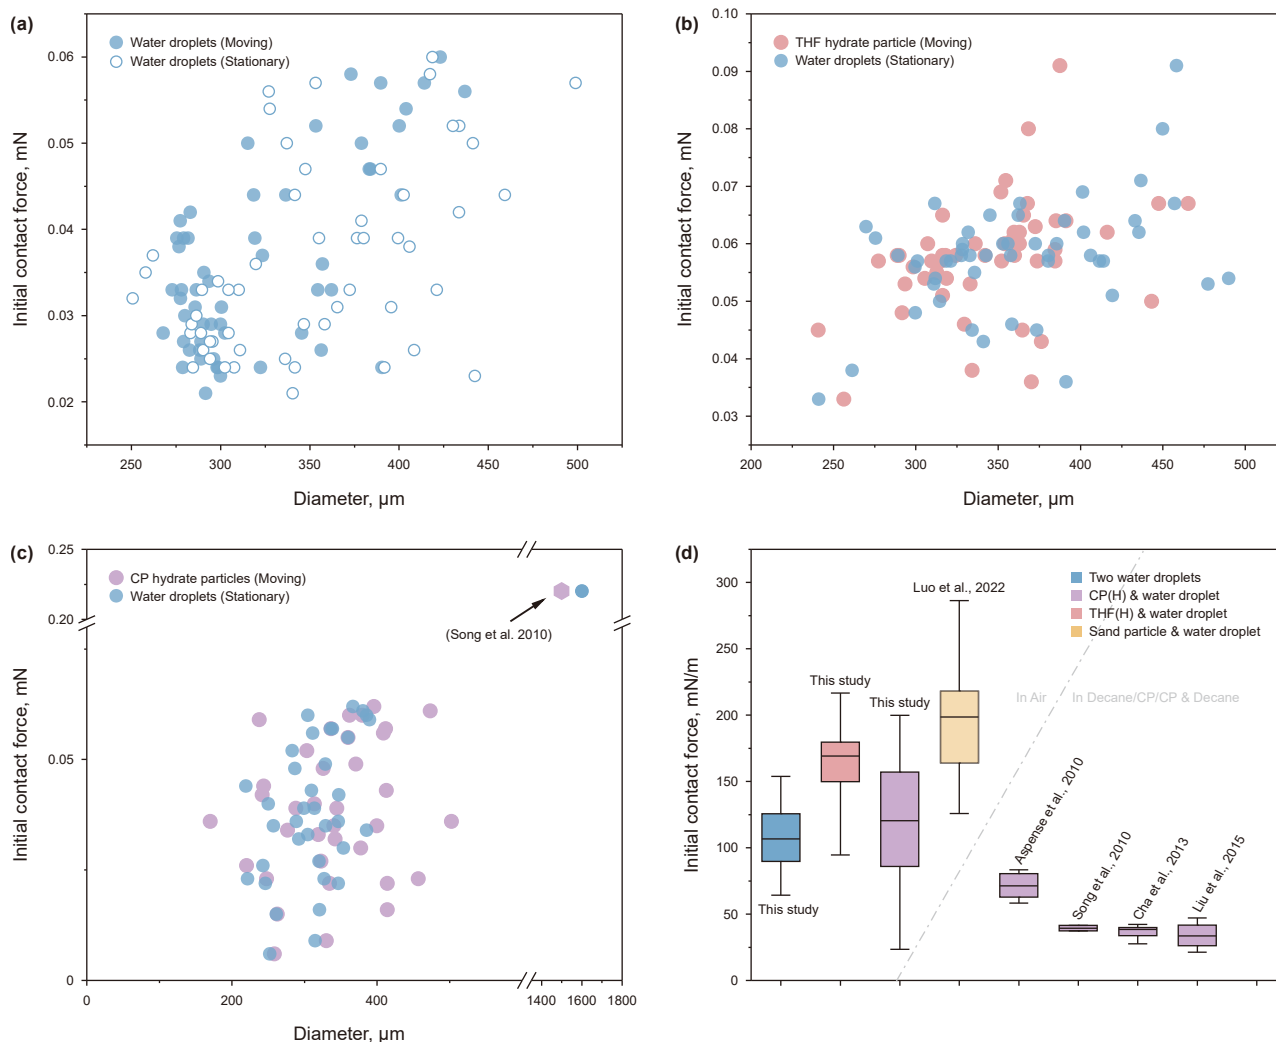 (a)
Water droplets (Moving)
Water droplets (Stationary)
0.06
0.05
0.04
0.03
0.02
Initial contact force, mN
250
300
350
400
450
500
Diameter, μm
(b)
THF hydrate particle (Moving)
Water droplets (Stationary)
0.10
0.09
0.08
0.07
0.06
0.05
0.04
0.03
Initial contact force, mN
200
250
300
350
400
450
500
Diameter, μm
(c)
CP hydrate particles (Moving)
Water droplets (Stationary)
(Song et al. 2010)
0.25
0.20
0.05
0
Initial contact force, mN
0
200
400
1400
1600
1800
Diameter, μm
(d)
Two water droplets
CP(H) & water droplet
THF(H) & water droplet
Sand particle & water droplet
Luo et al., 2022
This study
This study
This study
In Air
In Decane/CP/CP & Decane
Aspense et al., 2010
Song et al., 2010
Cha et al., 2013
Liu et al., 2015
300
250
200
150
100
50
0
Initial contact force, mN/m